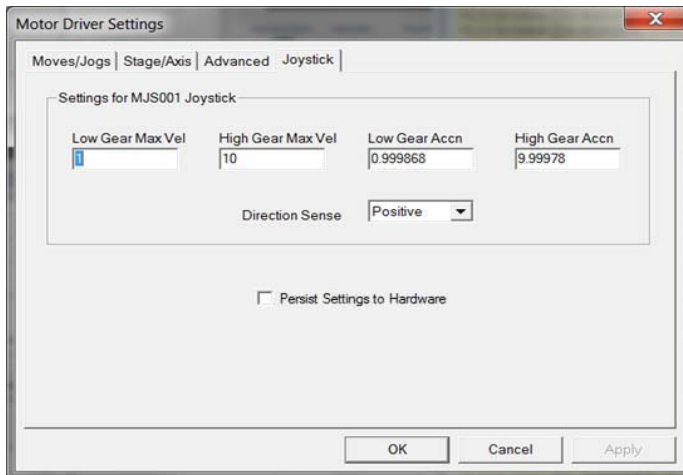 Motor Driver Settings
Moves/Jogs Stage/Axis Advanced Joystick
Settings for MJS001 Joystick
Low Gear Max Vel High Gear Max Vel Low Gear Accn High Gear Accn
1 10 0.999868 9.99978
Direction Sense Positive
Persist Settings to Hardware
OK Cancel Apply